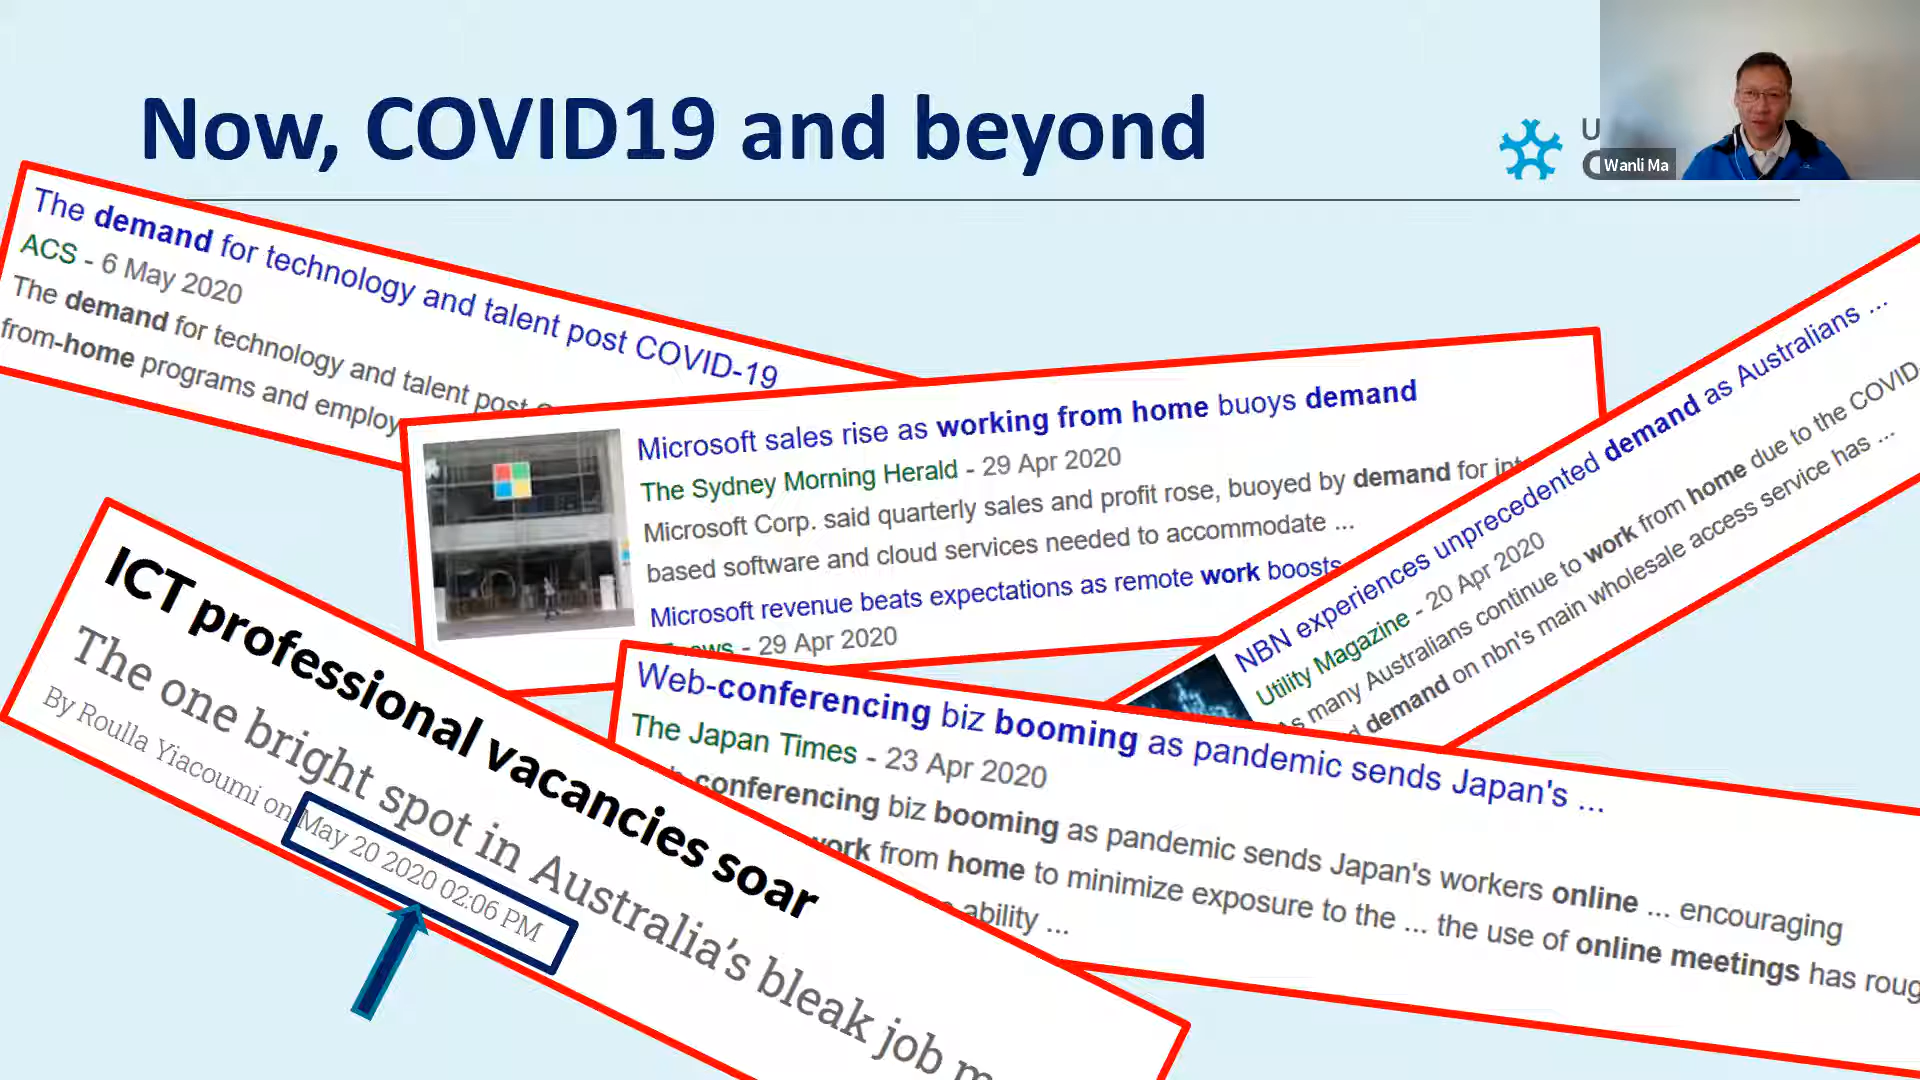 Now, COVID19 and beyond
U
Wanli Ma
The demand for technology and talent post COVID-19
ACS - 6 May 2020
The demand for technology and talent post
from-home programs and employ
Microsoft sales rise as working from home buoys demand
The Sydney Morning Herald - 29 Apr 2020
Microsoft Corp. said quarterly sales and profit rose, buoyed by demand for int
based software and cloud services needed to accommodate ...
Microsoft revenue beats expectations as remote work boosts
- 29 Apr 2020
NBN experiences unprecedented demand as Australians ...
Utility Magazine - 20 Apr 2020
As many Australians continue to work from home due to the COVID-
demand on nbn's main wholesale access service has ...
ICT professional vacancies soar
The one bright spot in Australia's bleak job m
By Roulla Yiacoumi on May 20 2020 02:06 PM
Web-conferencing biz booming as pandemic sends Japan's ...
The Japan Times - 23 Apr 2020
-conferencing biz booming as pandemic sends Japan's workers online ... encouraging
work from home to minimize exposure to the ... the use of online meetings has roug
ability ...